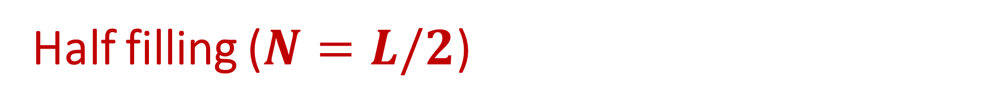 Half filling (N = L/2)